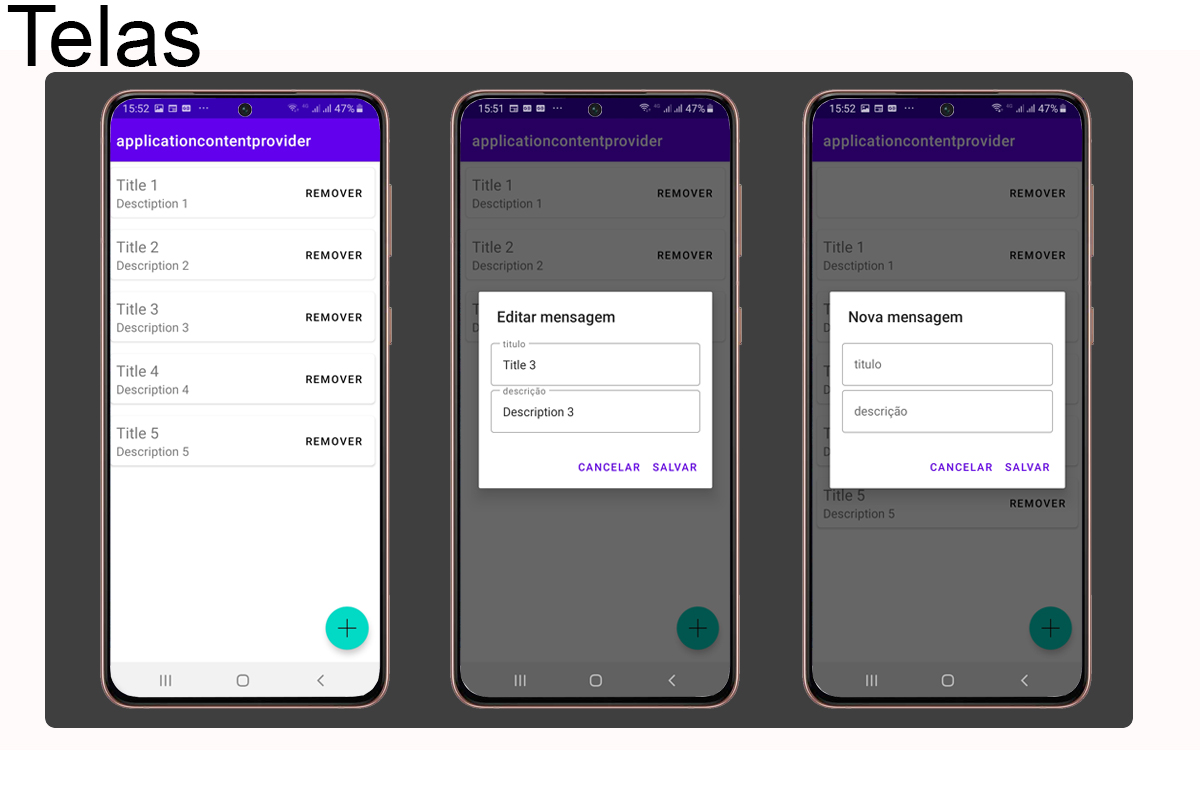 Telas
15:52 47%
applicationcontentprovider
Title 1
Desctiption 1
REMOVER
Title 2
Description 2
REMOVER
Title 3
Description 3
REMOVER
Title 4
Description 4
REMOVER
Title 5
Description 5
REMOVER
15:51 47%
applicationcontentprovider
Title 1
Desctiption 1
REMOVER
Title 2
Description 2
REMOVER
Editar mensagem
titulo
Title 3
descrição
Description 3
CANCELAR SALVAR
15:52 47%
applicationcontentprovider
REMOVER
Title 1
Desctiption 1
REMOVER
Nova mensagem
titulo
descrição
CANCELAR SALVAR
Title 5
Description 5
REMOVER